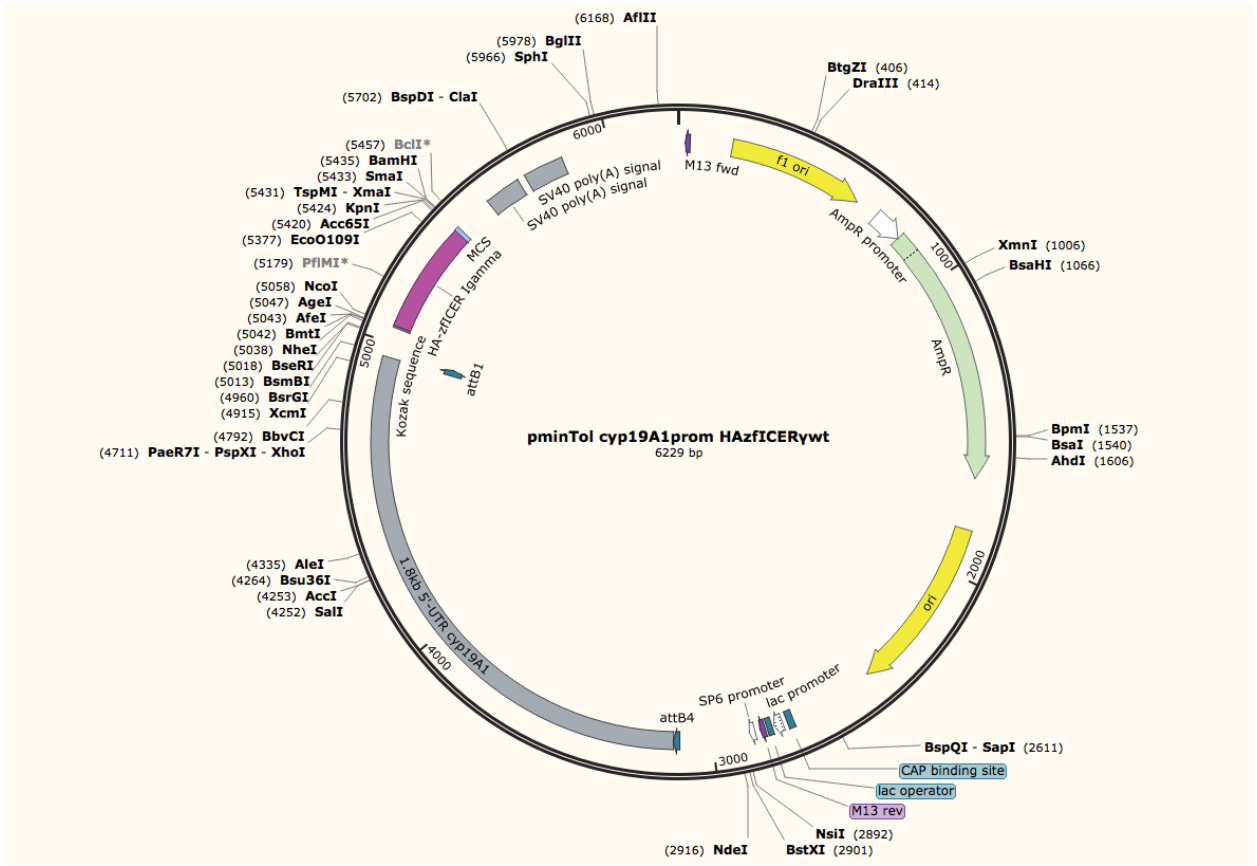 (6168) AflII
(5978) BglII
(5966) SphI
(5702) BspDI - ClaI
(5457) BclI*
(5435) BamHI
(5433) SmaI
(5431) TspMI - XmaI
(5424) KpnI
(5420) Acc65I
(5377) EcoO109I
(5179) PflMI*
(5058) NcoI
(5047) AgeI
(5043) AfeI
(5042) BmtI
(5038) NheI
(5018) BseRI
(5013) BsmBI
(4960) BsrGI
(4915) XcmI
(4792) BbvCI
(4711) PaeR7I - PspXI - XhoI
(4335) AleI
(4264) Bsu36I
(4253) AccI
(4252) SalI
BtgZI (406)
DraIII (414)
XmnI (1006)
BsaHI (1066)
BpmI (1537)
BsaI (1540)
AhdI (1606)
BspQI - SapI (2611)
CAP binding site
lac operator
M13 rev
NsiI (2892)
BstXI (2901)
(2916) NdeI
6000
1000
2000
3000
4000
5000
M13 fwd
f1 ori
AmpR promoter
AmpR
ori
lac promoter
SP6 promoter
attB4
1.8kb 5'-UTR cyp19A1
attB1
Kozak sequence
HA-zfICER Igamma
MCS
SV40 poly(A) signal
SV40 poly(A) signal
pminTol cyp19A1prom HAzfICERγwt
6229 bp